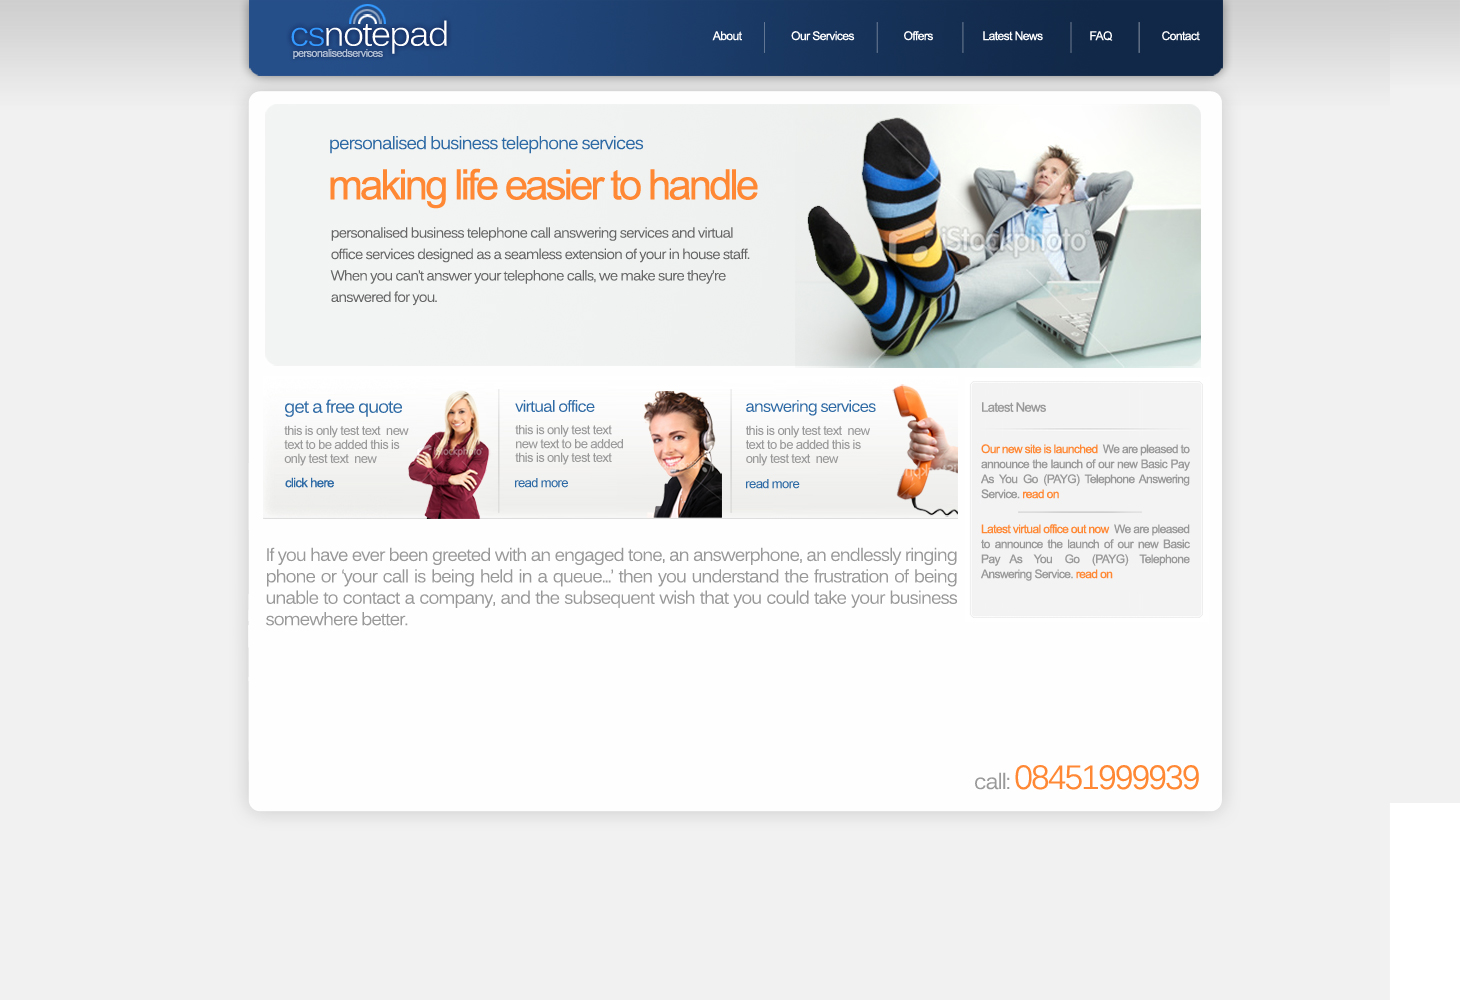 csnotepad
personalisedservices
About
Our Services
Offers
Latest News
FAQ
Contact
personalised business telephone services
making life easier to handle
personalised business telephone call answering services and virtual
office services designed as a seamless extension of your in house staff.
When you can't answer your telephone calls, we make sure they're
answered for you.
iStockphoto
get a free quote
this is only test text new
text to be added this is
only test text new
click here
iStockphoto
virtual office
this is only test text
new text to be added
this is only test text
read more
answering services
this is only test text new
text to be added this is
only test text new
read more
Latest News
Our new site is launched We are pleased to
announce the launch of our new Basic Pay
As You Go (PAYG) Telephone Answering
Service. read on
Latest virtual office out now We are pleased
to announce the launch of our new Basic
Pay As You Go (PAYG) Telephone
Answering Service. read on
If you have ever been greeted with an engaged tone, an answerphone, an endlessly ringing
phone or 'your call is being held in a queue...' then you understand the frustration of being
unable to contact a company, and the subsequent wish that you could take your business
somewhere better.
call: 08451999939